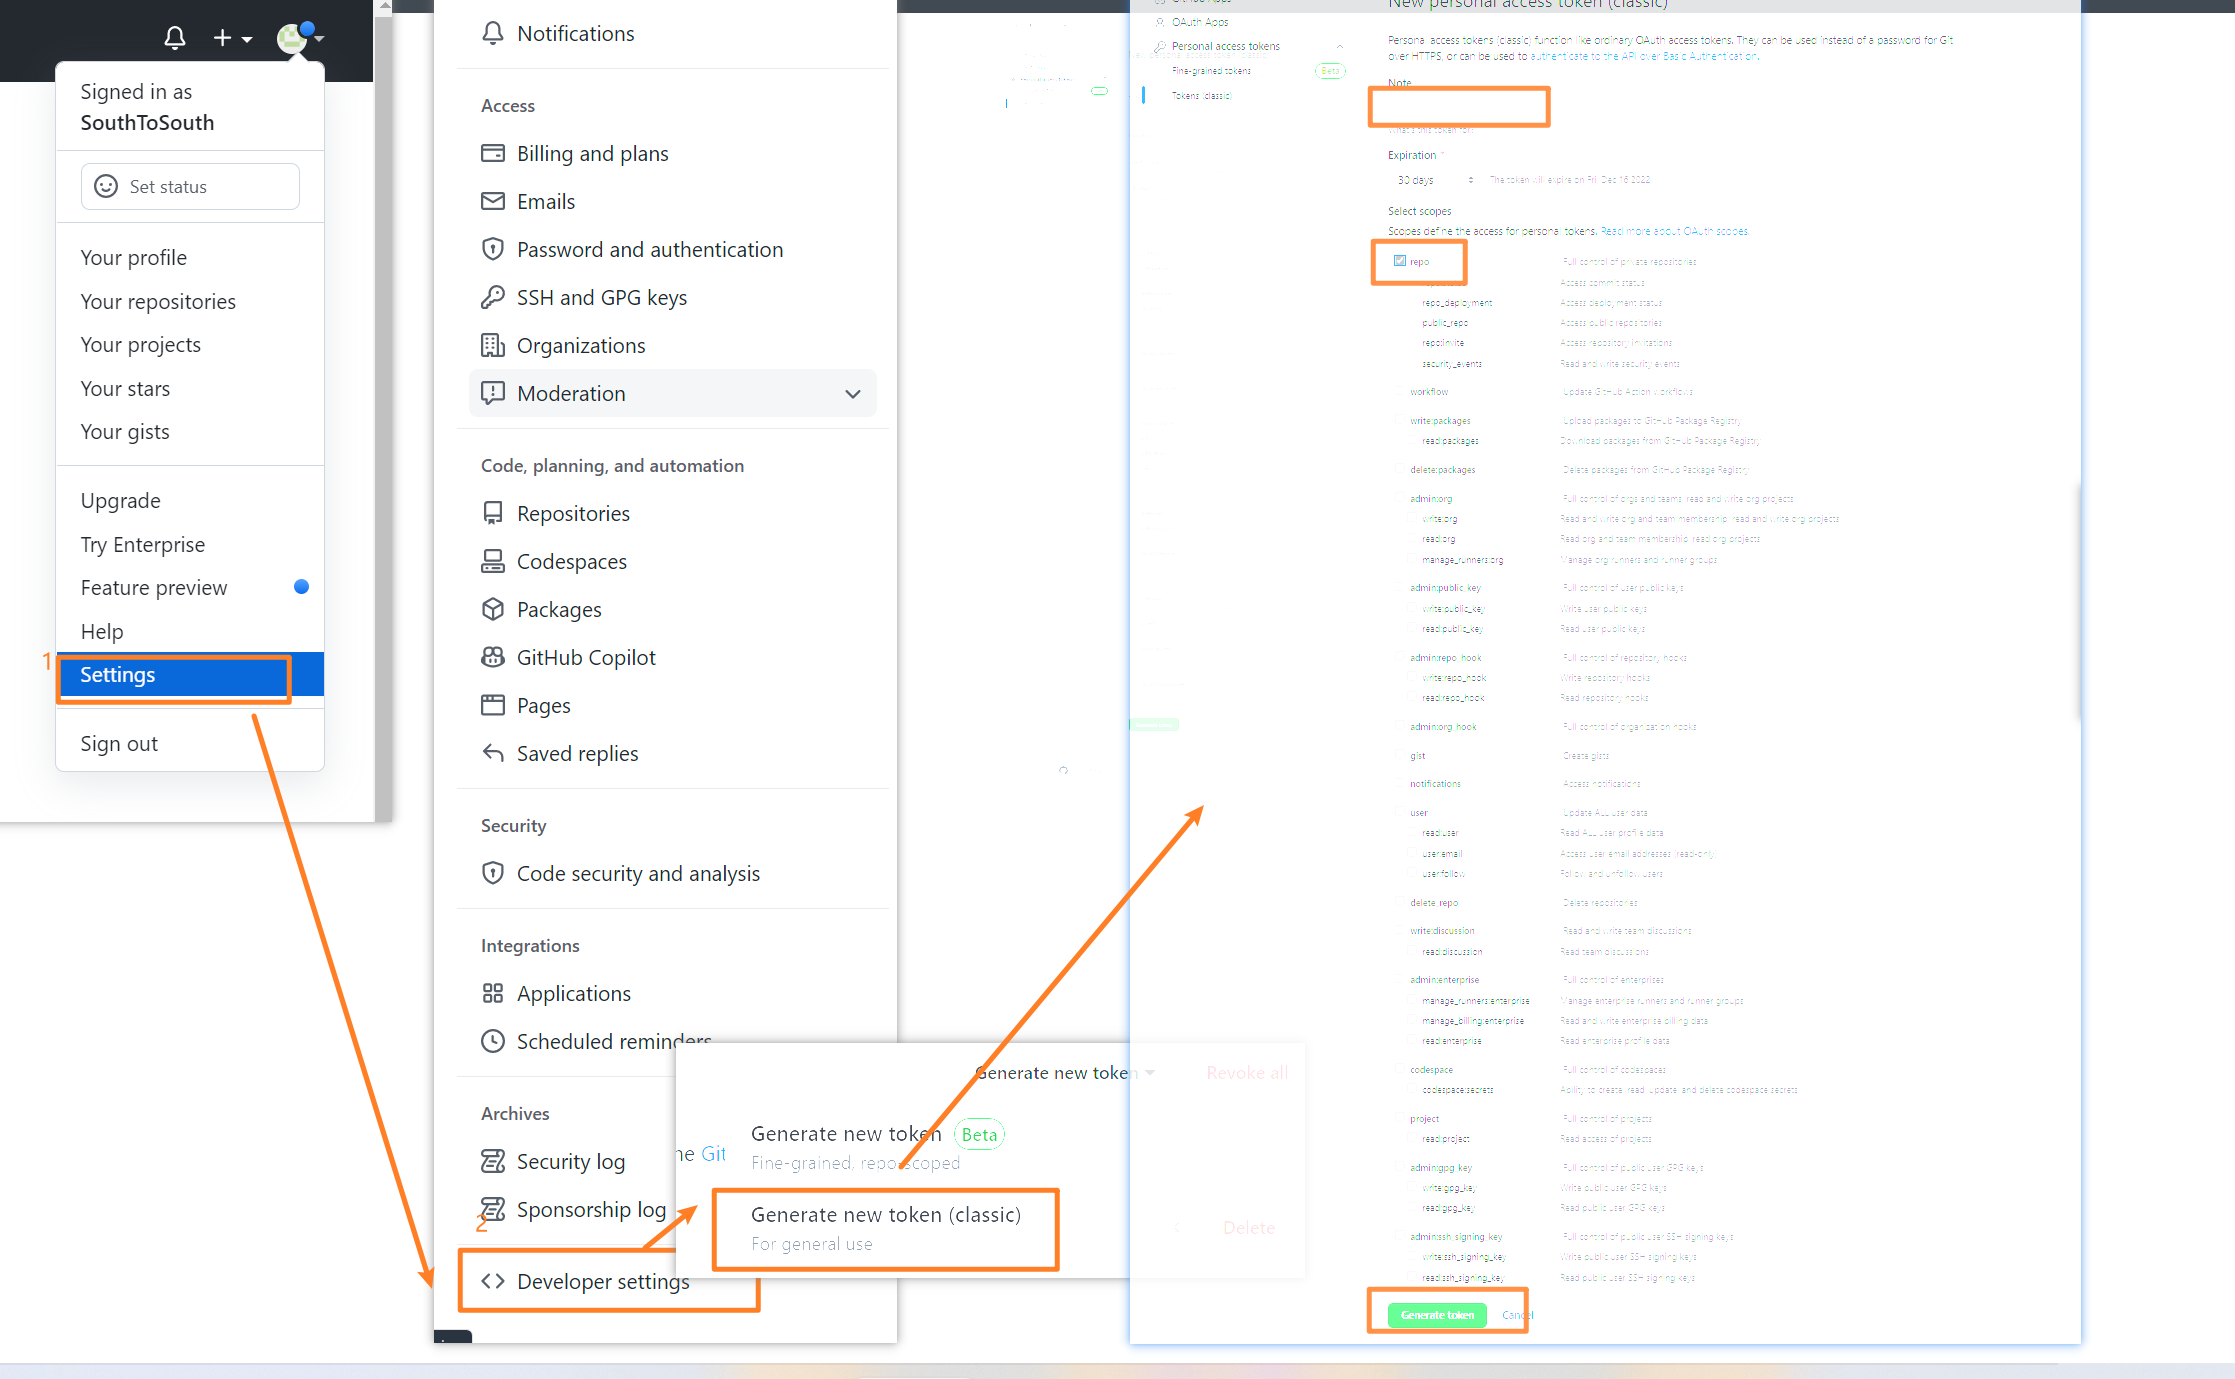 Signed in as
SouthToSouth
Set status
Your profile
Your repositories
Your projects
Your stars
Your gists
Upgrade
Try Enterprise
Feature preview
Help
1
Settings
Sign out
Notifications
Access
Billing and plans
Emails
Password and authentication
SSH and GPG keys
Organizations
Moderation
Code, planning, and automation
Repositories
Codespaces
Packages
GitHub Copilot
Pages
Saved replies
Security
Code security and analysis
Integrations
Applications
Scheduled reminders
Archives
Security log
Sponsorship log
2
Developer settings
Generate new token
Revoke all
Generate new token Beta
Fine-grained, repo-scoped
Git
Generate new token (classic)
For general use
Delete
OAuth Apps
Personal access tokens
Fine-grained tokens Beta
Tokens (classic)
New personal access token (classic)
Personal access tokens (classic) function like ordinary OAuth access tokens. They can be used instead of a password for Git
over HTTPS, or can be used to authenticate to the API over Basic Authentication.
Note
What's this token for?
Expiration *
30 days The token will expire on Fri, Dec 16 2022
Select scopes
Scopes define the access for personal tokens. Read more about OAuth scopes.
repo Full control of private repositories
Access commit status
repo_deployment Access deployment status
public_repo Access public repositories
repo:invite Access repository invitations
security_events Read and write security events
workflow Update GitHub Action workflows
write:packages Upload packages to GitHub Package Registry
read:packages Download packages from GitHub Package Registry
delete:packages Delete packages from GitHub Package Registry
admin:org Full control of orgs and teams, read and write org projects
write:org Read and write org and team membership, read and write org projects
read:org Read org and team membership, read org projects
manage_runners:org Manage org runners and runner groups
admin:public_key Full control of user public keys
write:public_key Write user public keys
read:public_key Read user public keys
admin:repo_hook Full control of repository hooks
write:repo_hook Write repository hooks
read:repo_hook Read repository hooks
admin:org_hook Full control of organization hooks
gist Create gists
notifications Access notifications
user Update ALL user data
read:user Read ALL user profile data
user:email Access user email addresses (read-only)
user:follow Follow and unfollow users
delete_repo Delete repositories
write:discussion Read and write team discussions
read:discussion Read team discussions
admin:enterprise Full control of enterprises
manage_runners:enterprise Manage enterprise runners and runner groups
manage_billing:enterprise Read and write enterprise billing data
read:enterprise Read enterprise profile data
codespace Full control of codespaces
codespace:secrets Ability to create, read, update, and delete codespace secrets
project Full control of projects
read:project Read access of projects
admin:gpg_key Full control of public user GPG keys
write:gpg_key Write public user GPG keys
read:gpg_key Read public user GPG keys
admin:ssh_signing_key Full control of public user SSH signing keys
write:ssh_signing_key Write public user SSH signing keys
read:ssh_signing_key Read public user SSH signing keys
Generate token Cancel